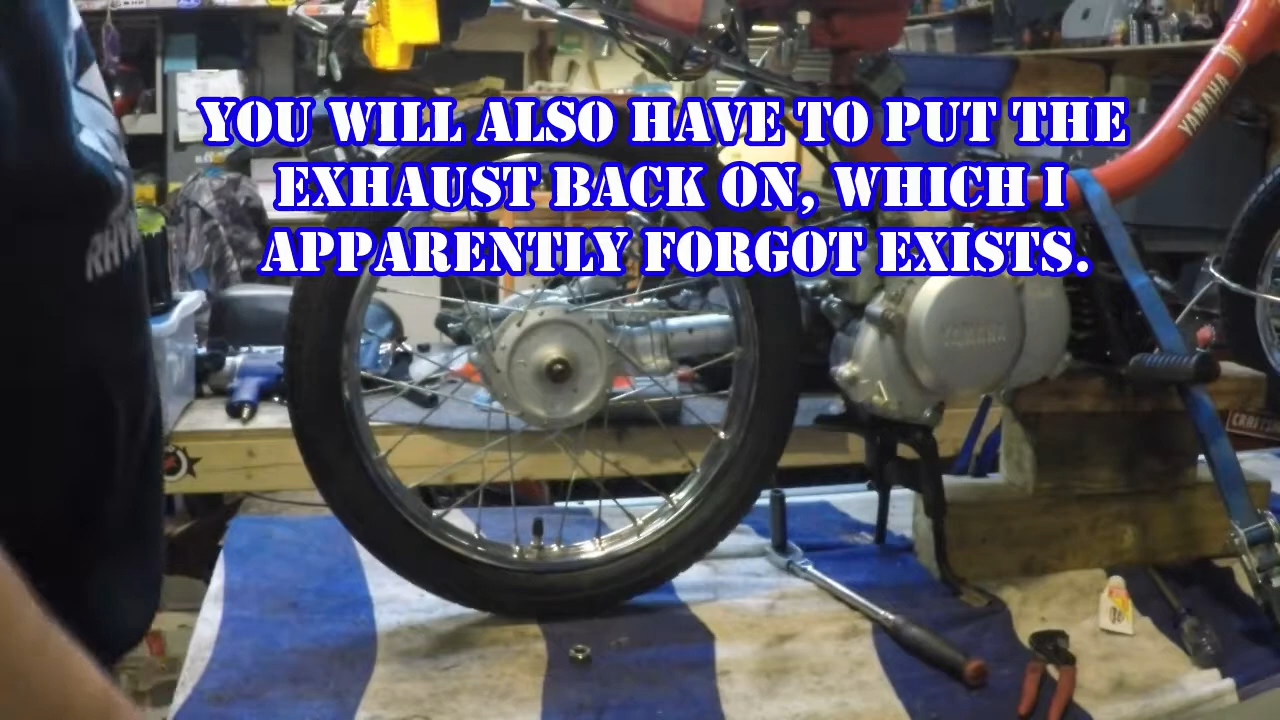 YOU WILL ALSO HAVE TO PUT THE
EXHAUST BACK ON, WHICH I
APPARENTLY FORGOT EXISTS.
YAMAHA
YAMAHA